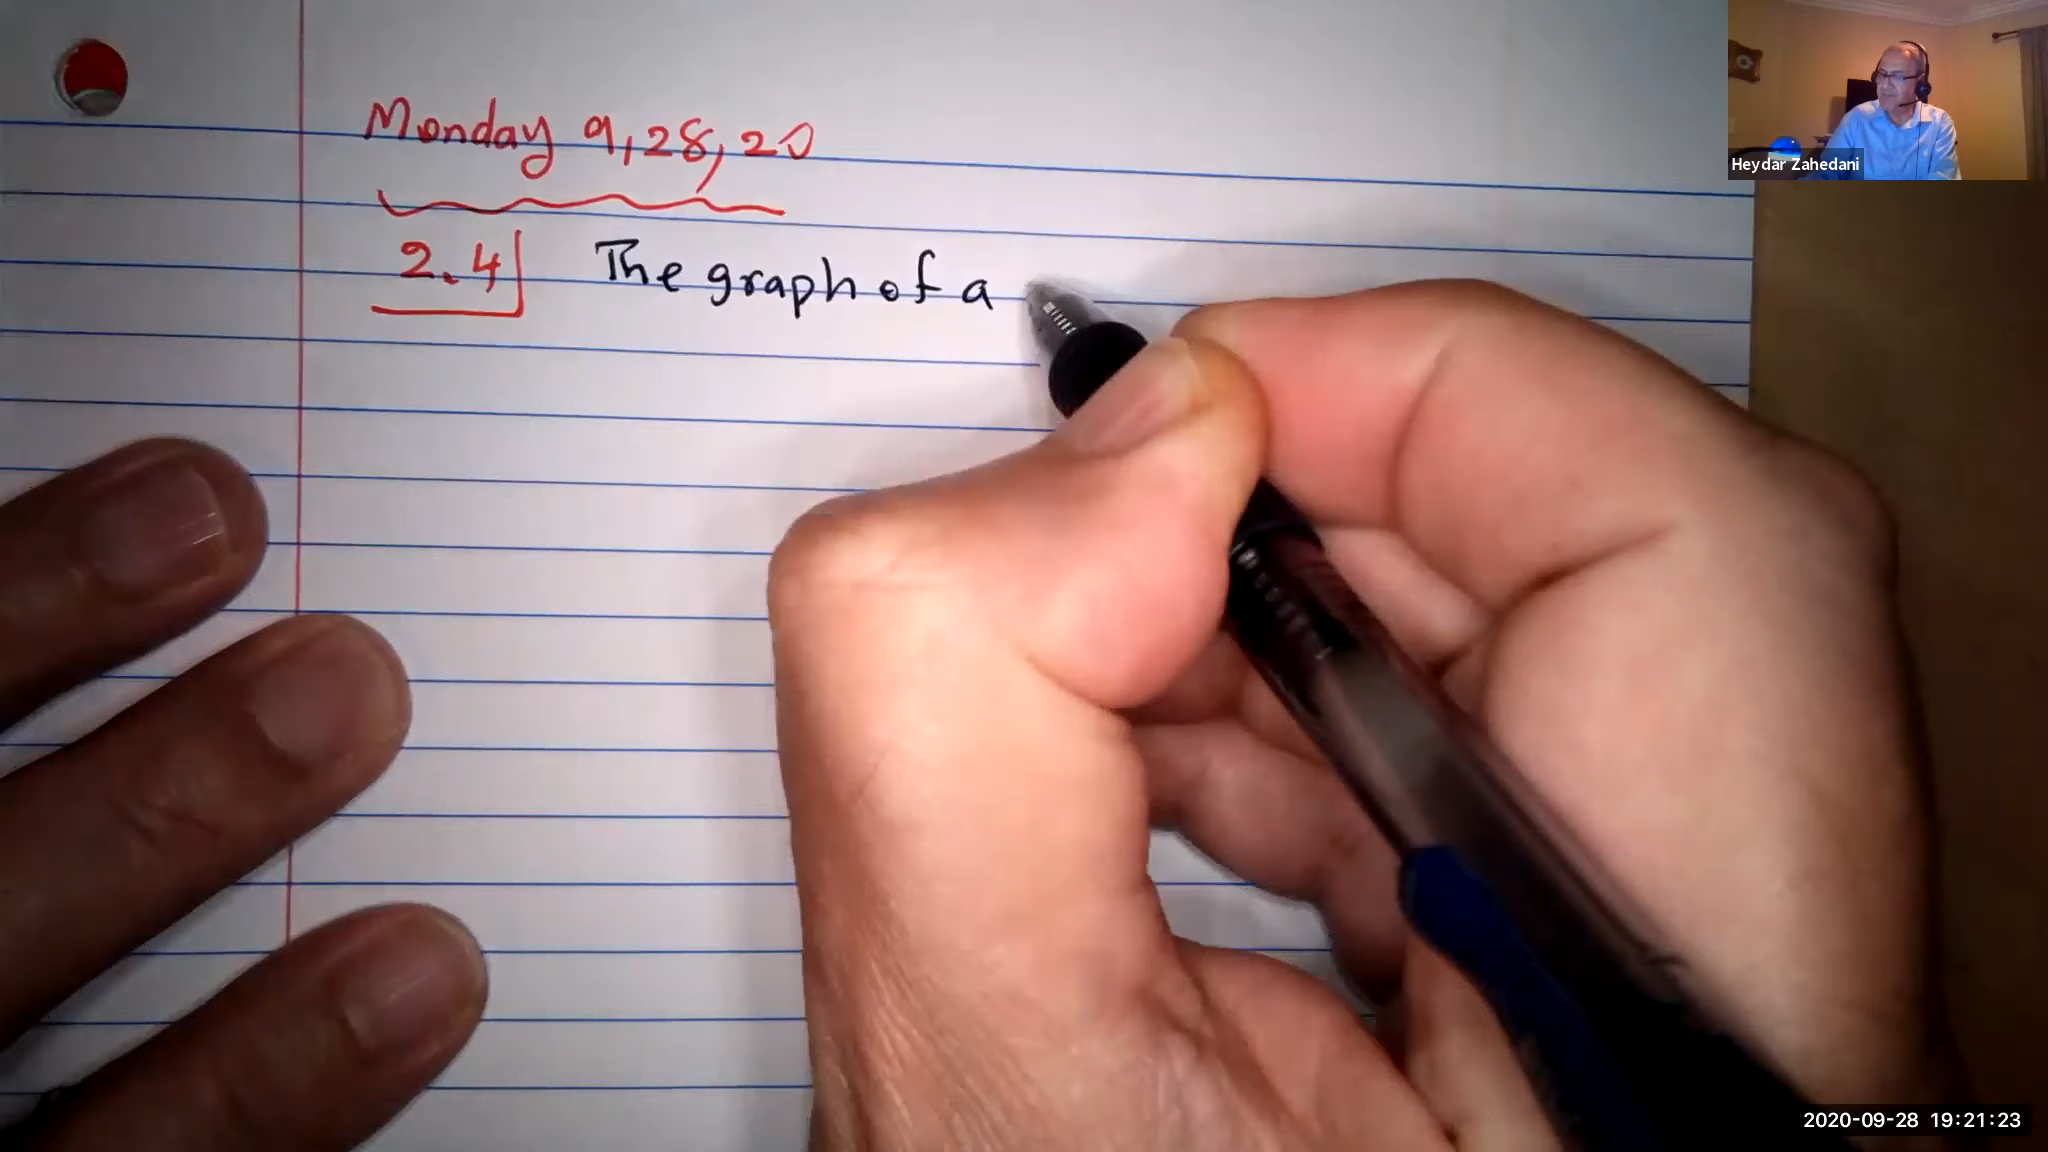 Monday 9,28,20
Heydar Zahedani
2.4 The graph of a
2020-09-28 19:21:23